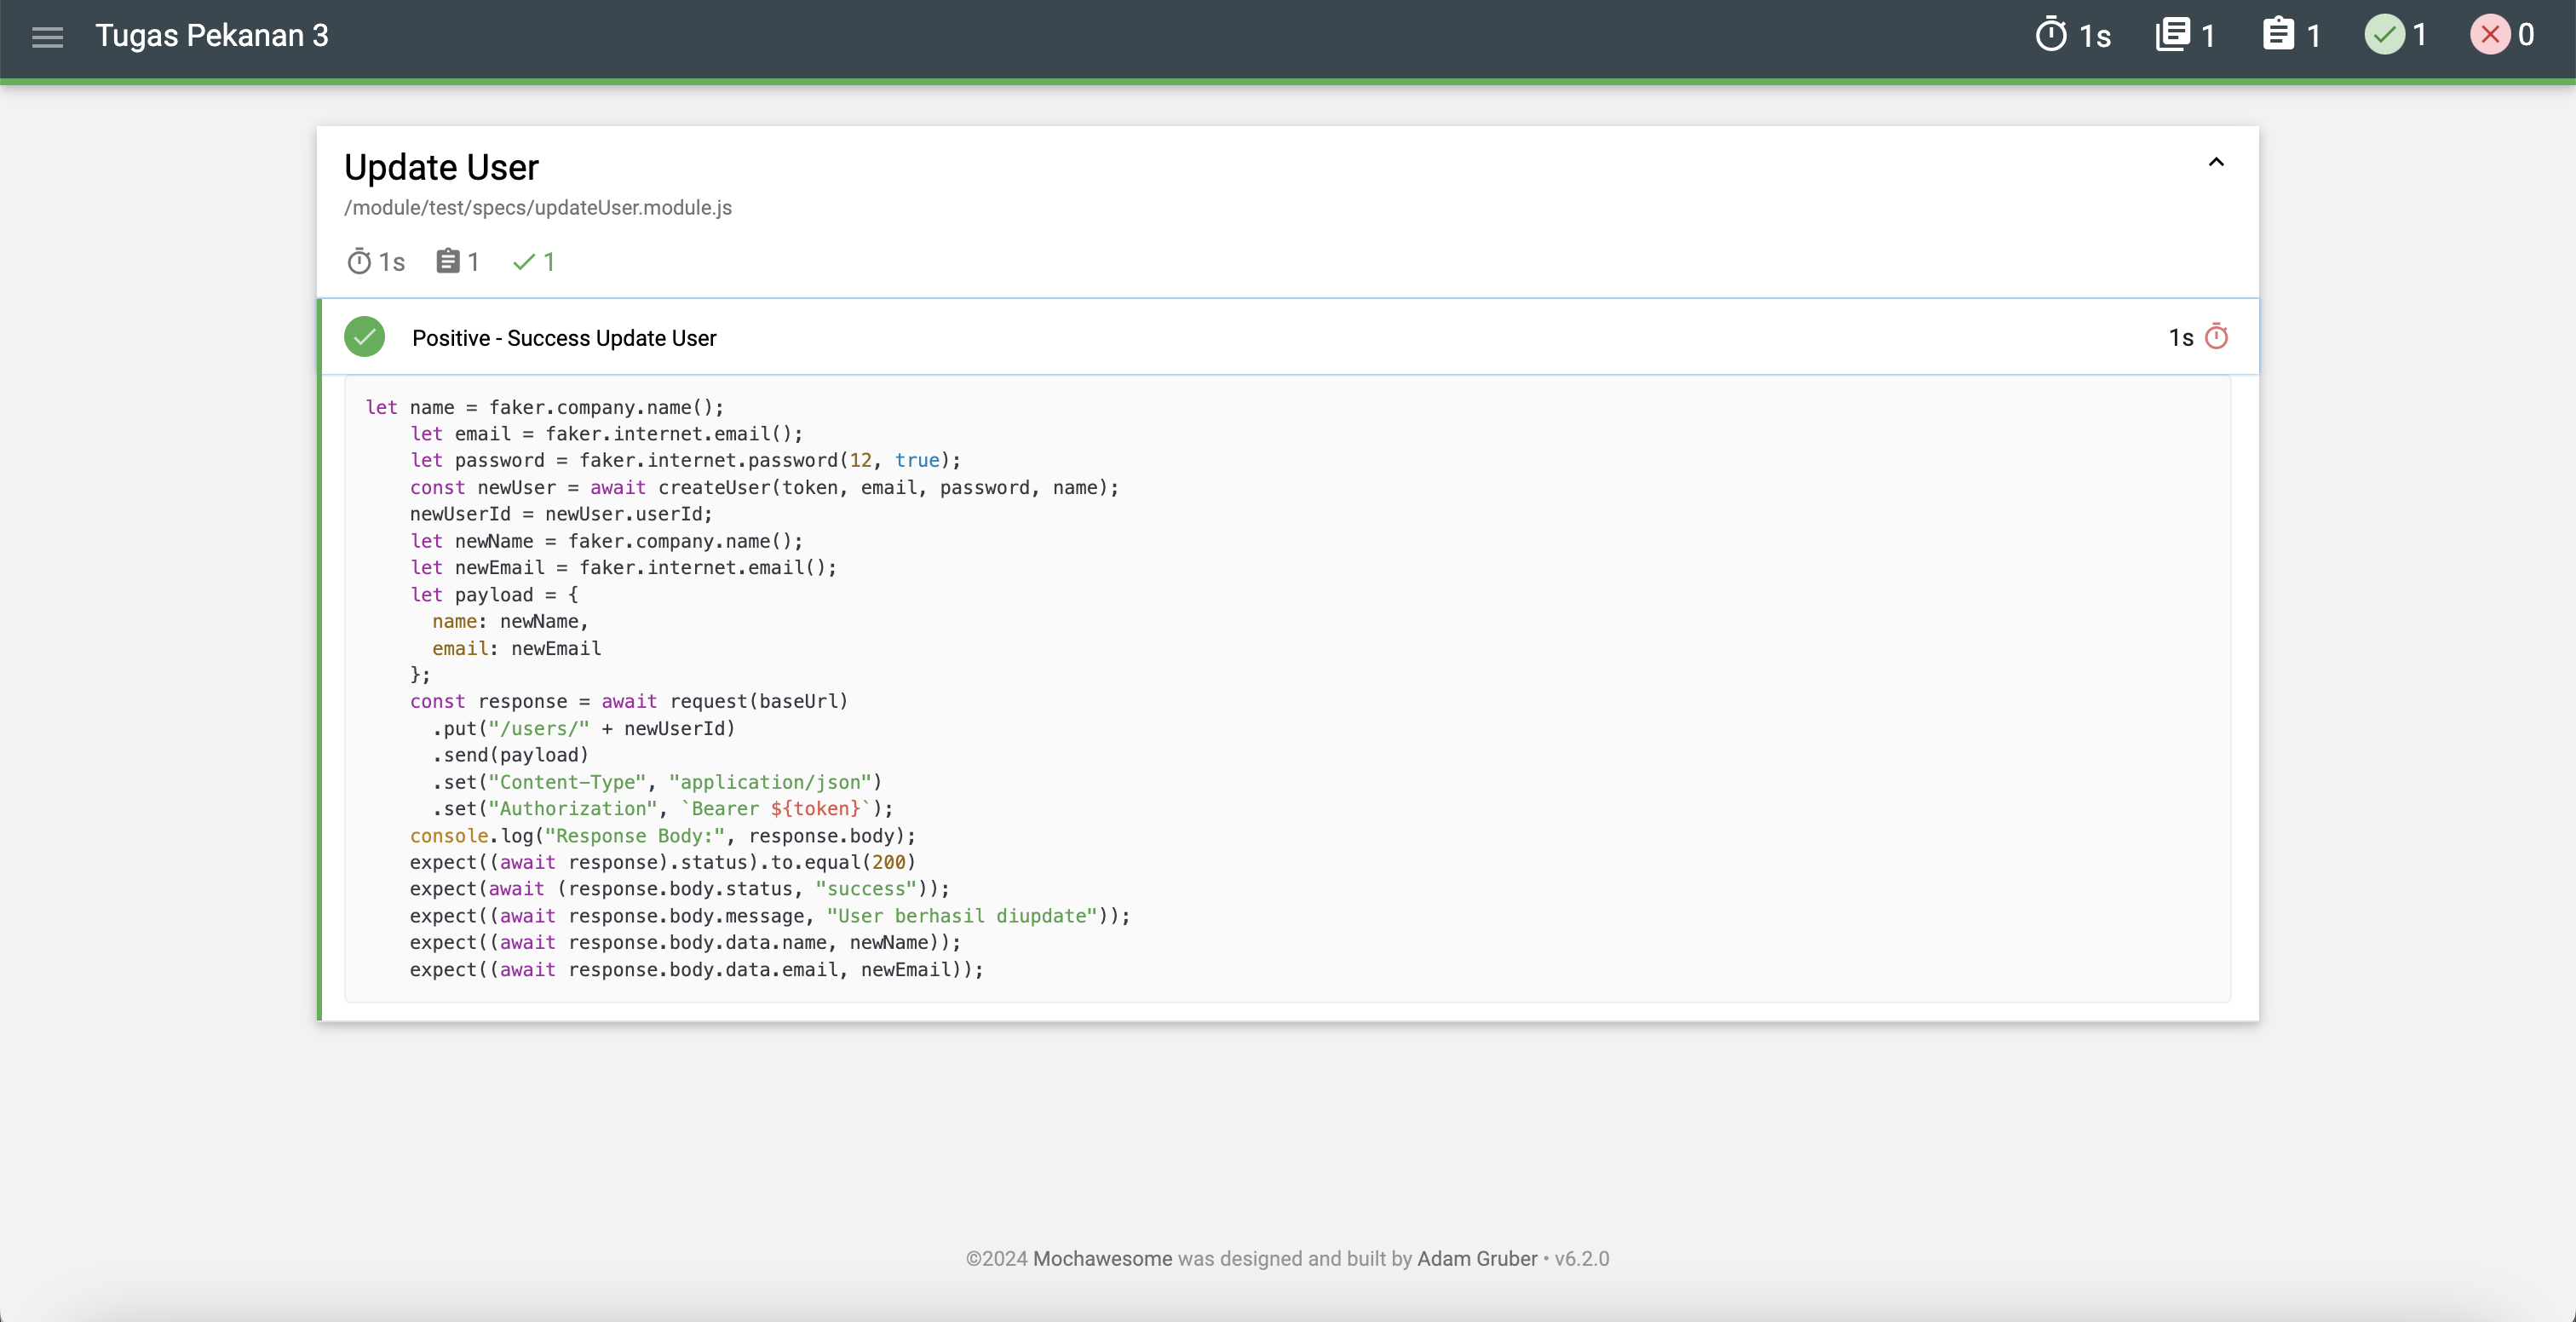 Tugas Pekanan 3
1s 1 1 1 0
Update User
/module/test/specs/updateUser.module.js
1s 1 1
Positive - Success Update User 1s
let name = faker.company.name();
    let email = faker.internet.email();
    let password = faker.internet.password(12, true);
    const newUser = await createUser(token, email, password, name);
    newUserId = newUser.userId;
    let newName = faker.company.name();
    let newEmail = faker.internet.email();
    let payload = {
      name: newName,
      email: newEmail
    };
    const response = await request(baseUrl)
      .put("/users/" + newUserId)
      .send(payload)
      .set("Content-Type", "application/json")
      .set("Authorization", `Bearer ${token}`);
    console.log("Response Body:", response.body);
    expect((await response).status).to.equal(200)
    expect(await (response.body.status, "success"));
    expect((await response.body.message, "User berhasil diupdate"));
    expect((await response.body.data.name, newName));
    expect((await response.body.data.email, newEmail));
©2024 Mochawesome was designed and built by Adam Gruber • v6.2.0